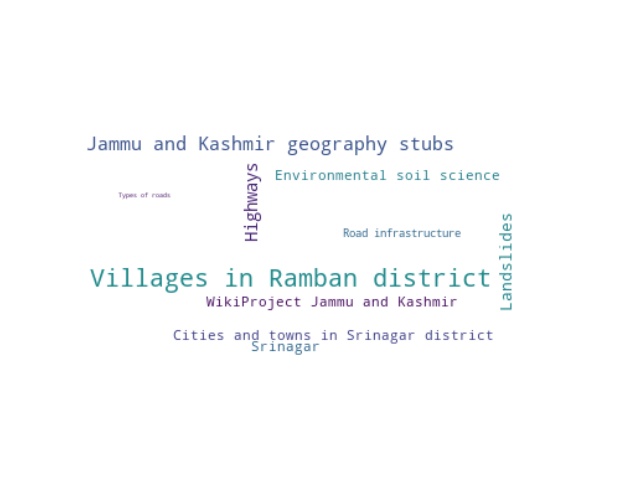 Jammu and Kashmir geography stubs
Highways
Environmental soil science
Types of roads
Road infrastructure
Landslides
Villages in Ramban district
WikiProject Jammu and Kashmir
Cities and towns in Srinagar district
Srinagar